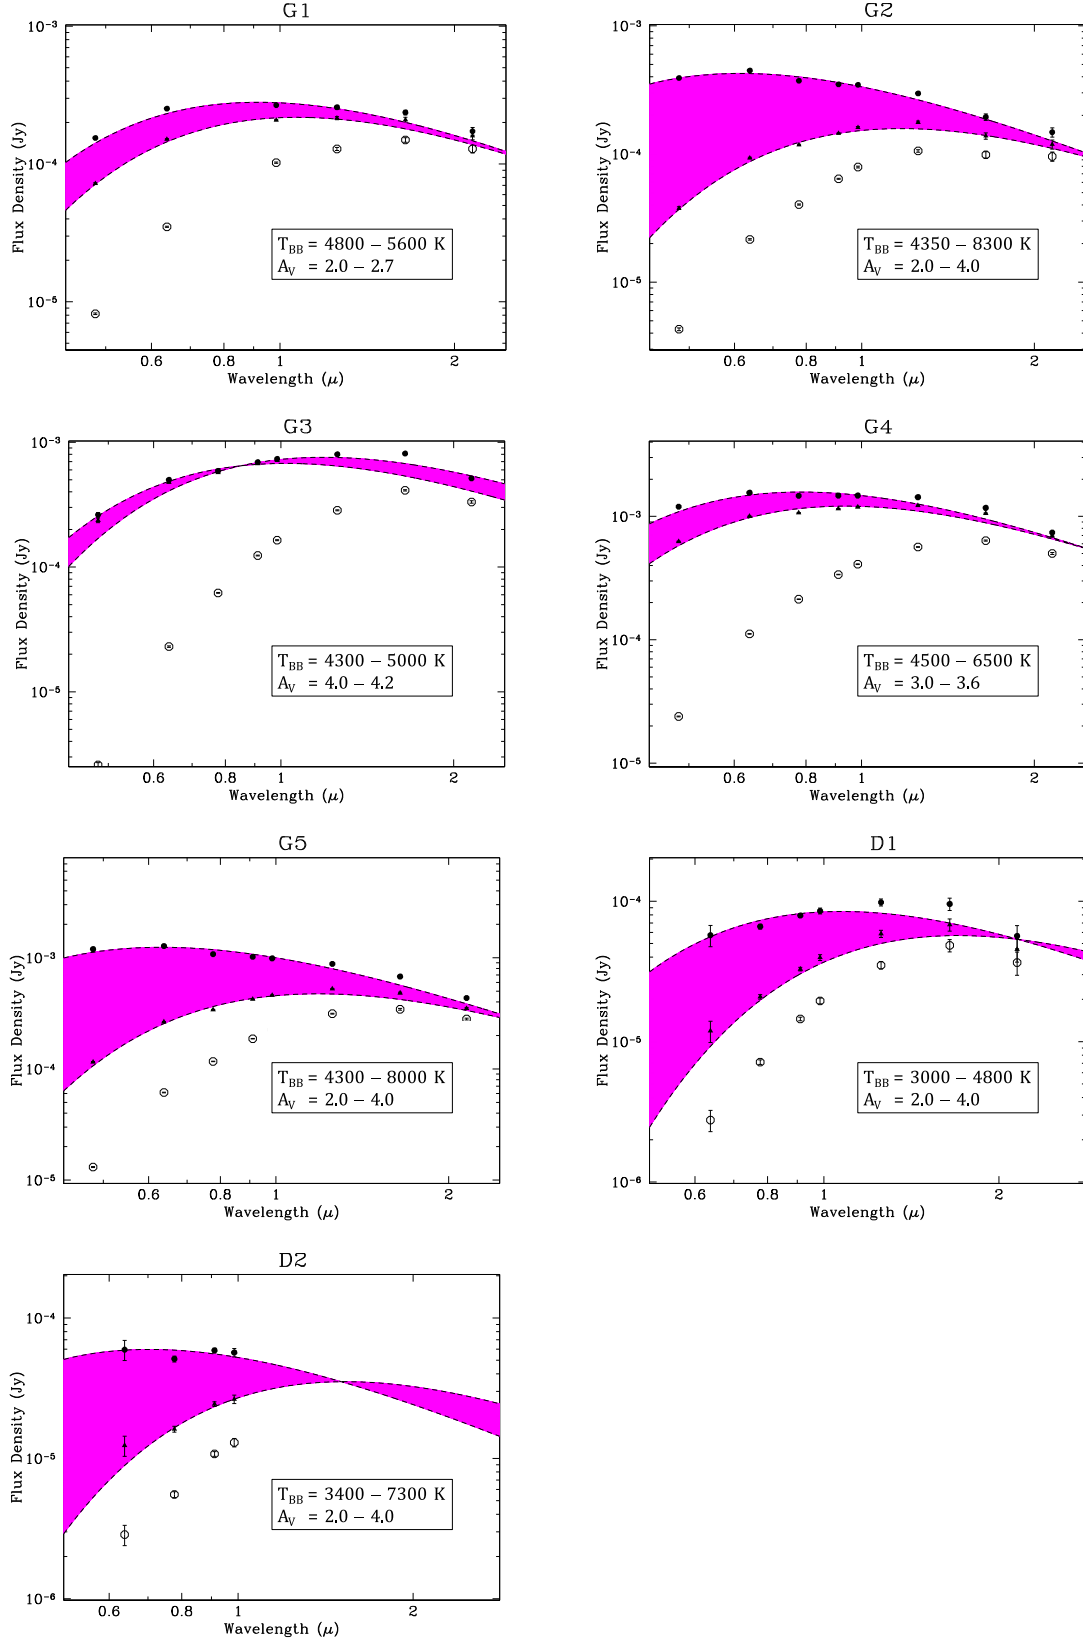 G1
10⁻³
10⁻⁴
10⁻⁵
Flux Density (Jy)
T_BB = 4800 – 5600 K
A_V = 2.0 – 2.7
0.6 0.8 1 2
Wavelength (μ)
G2
10⁻³
10⁻⁴
10⁻⁵
Flux Density (Jy)
T_BB = 4350 – 8300 K
A_V = 2.0 – 4.0
0.6 0.8 1 2
Wavelength (μ)
G3
10⁻³
10⁻⁴
10⁻⁵
Flux Density (Jy)
T_BB = 4300 – 5000 K
A_V = 4.0 – 4.2
0.6 0.8 1 2
Wavelength (μ)
G4
10⁻³
10⁻⁴
10⁻⁵
Flux Density (Jy)
T_BB = 4500 – 6500 K
A_V = 3.0 – 3.6
0.6 0.8 1 2
Wavelength (μ)
G5
10⁻³
10⁻⁴
10⁻⁵
Flux Density (Jy)
T_BB = 4300 – 8000 K
A_V = 2.0 – 4.0
0.6 0.8 1 2
Wavelength (μ)
D1
10⁻⁴
10⁻⁵
10⁻⁶
Flux Density (Jy)
T_BB = 3000 – 4800 K
A_V = 2.0 – 4.0
0.6 0.8 1 2
Wavelength (μ)
D2
10⁻⁴
10⁻⁵
10⁻⁶
Flux Density (Jy)
T_BB = 3400 – 7300 K
A_V = 2.0 – 4.0
0.6 0.8 1 2
Wavelength (μ)